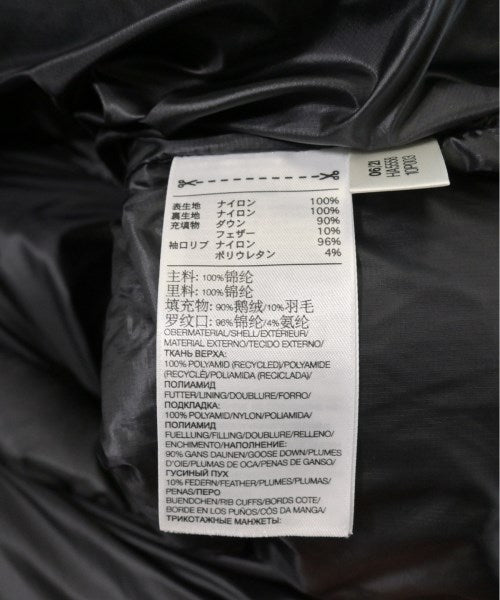 06/21
HA5556
10P003
表生地 ナイロン 100%
裏生地 ナイロン 100%
充填物 ダウン 90%
フェザー 10%
袖口リブ ナイロン 96%
ポリウレタン 4%
主料: 100%锦纶
里料: 100%锦纶
填充物: 90%鹅绒/10%羽毛
罗纹口: 96%锦纶/4%氨纶
OBERMATERIAL/SHELL/EXTÉRIEUR/
MATERIAL EXTERNO/TECIDO EXTERNO/
ТКАНЬ ВЕРХА:
100% POLYAMID (RECYCLED)/POLYAMIDE
(RECYCLÉ)/POLIAMIDA (RECICLADA)/
ПОЛИАМИД
FUTTER/LINING/DOUBLURE/FORRO/
ПОДКЛАДКА:
100% POLYAMID/NYLON/POLIAMIDA/
ПОЛИАМИД
FUELLUNG/FILLING/DOUBLURE/RELLENO/
ENCHIMENTO/НАПОЛНЕНИЕ:
90% GANS DAUNEN/GOOSE DOWN/PLUMES
D'OIE/PLUMAS DE OCA/PENAS DE GANSO/
ГУСИНЫЙ ПУХ
10% FEDERN/FEATHER/PLUMES/PLUMAS/
PENAS/ПЕРО
BUENDCHEN/RIB CUFFS/BORDS COTE/
BORDE EN LOS PUÑOS/CÓS DA MANGA/
ТРИКОТАЖНЫЕ МАНЖЕТЫ: